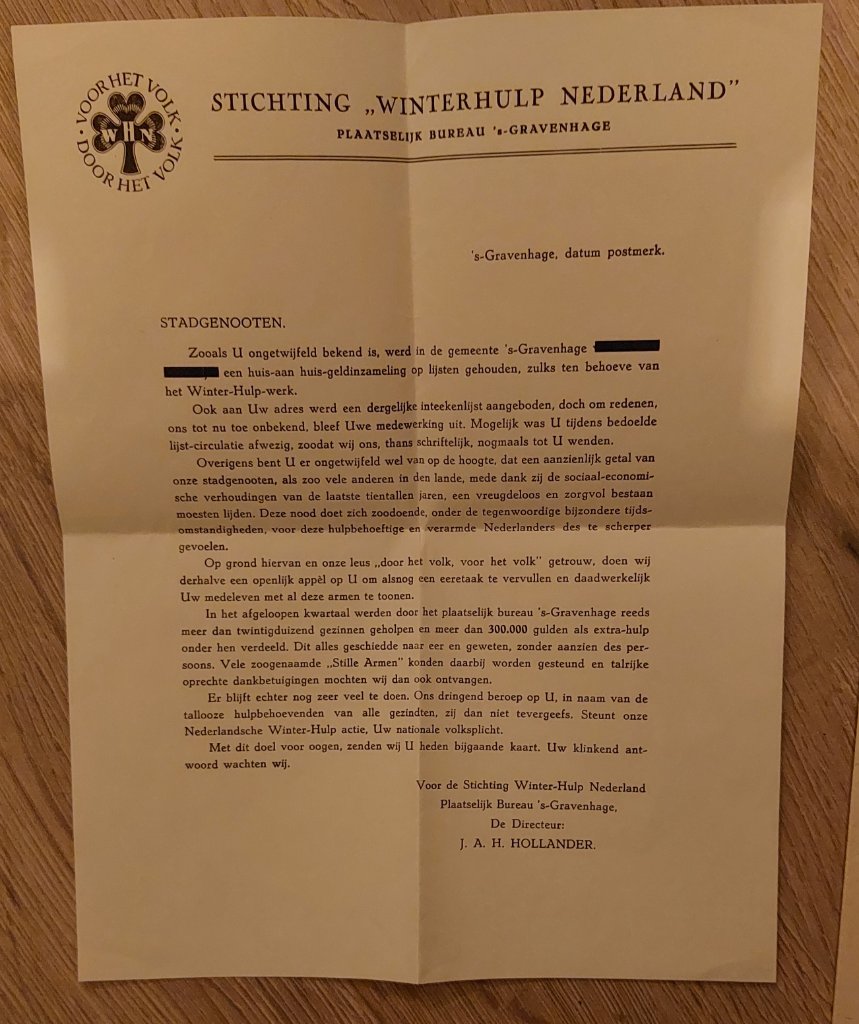 VOOR HET VOLK
WHN
DOOR HET VOLK
STICHTING „WINTERHULP NEDERLAND”
PLAATSELIJK BUREAU 's-GRAVENHAGE
's-Gravenhage, datum postmerk.
STADGENOOTEN.
Zooals U ongetwijfeld bekend is, werd in de gemeente 's-Gravenhage
een huis-aan huis-geldinzameling op lijsten gehouden, zulks ten behoeve van
het Winter-Hulp-werk.
Ook aan Uw adres werd een dergelijke inteekenlijst aangeboden, doch om redenen,
ons tot nu toe onbekend, bleef Uwe medewerking uit. Mogelijk was U tijdens bedoelde
lijst-circulatie afwezig, zoodat wij ons, thans schriftelijk, nogmaals tot U wenden.
Overigens bent U er ongetwijfeld wel van op de hoogte, dat een aanzienlijk getal van
onze stadgenooten, als zoo vele anderen in den lande, mede dank zij de sociaal-economi-
sche verhoudingen van de laatste tientallen jaren, een vreugdeloos en zorgvol bestaan
moesten lijden. Deze nood doet zich zoodoende, onder de tegenwoordige bijzondere tijds-
omstandigheden, voor deze hulpbehoeftige en verarmde Nederlanders des te scherper
gevoelen.
Op grond hiervan en onze leus „door het volk, voor het volk” getrouw, doen wij
derhalve een openlijk appèl op U om alsnog een eeretaak te vervullen en daadwerkelijk
Uw medeleven met al deze armen te toonen.
In het afgeloopen kwartaal werden door het plaatselijk bureau 's-Gravenhage reeds
meer dan twintigduizend gezinnen geholpen en meer dan 300.000 gulden als extra-hulp
onder hen verdeeld. Dit alles geschiedde naar eer en geweten, zonder aanzien des per-
soons. Vele zoogenaamde „Stille Armen” konden daarbij worden gesteund en talrijke
oprechte dankbetuigingen mochten wij dan ook ontvangen.
Er blijft echter nog zeer veel te doen. Ons dringend beroep op U, in naam van de
tallooze hulpbehoevenden van alle gezindten, zij dan niet tevergeefs. Steunt onze
Nederlandsche Winter-Hulp actie, Uw nationale volksplicht.
Met dit doel voor oogen, zenden wij U heden bijgaande kaart. Uw klinkend ant-
woord wachten wij.
Voor de Stichting Winter-Hulp Nederland
Plaatselijk Bureau 's-Gravenhage,
De Directeur:
J. A. H. HOLLANDER.